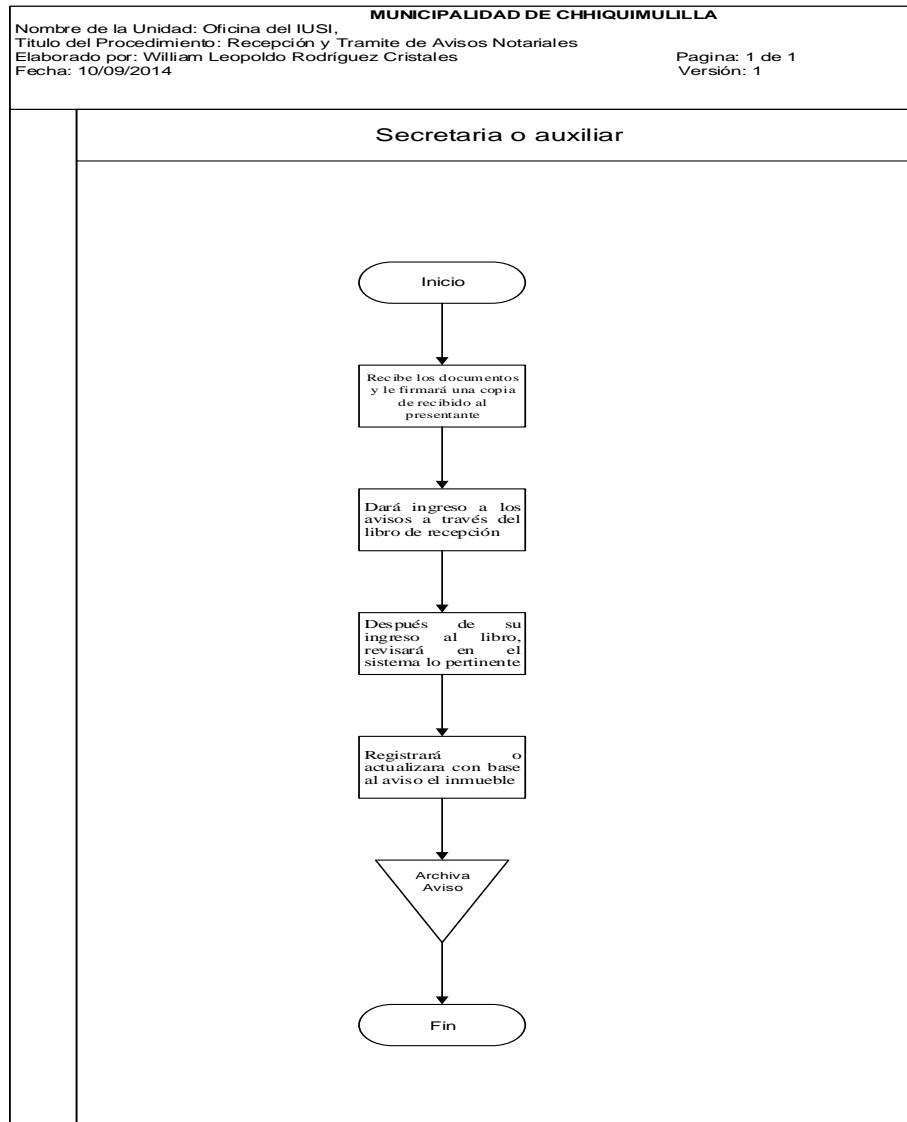 MUNICIPALIDAD DE CHHIQUIMULILLA
Nombre de la Unidad: Oficina del IUSI,
Titulo del Procedimiento: Recepción y Tramite de Avisos Notariales
Elaborado por: William Leopoldo Rodríguez Cristales Pagina: 1 de 1
Fecha: 10/09/2014 Versión: 1
Secretaria o auxiliar
Inicio
Recibe los documentos
y le firmará una copia
de recibido al
presentante
Dará ingreso a los
avisos a través del
libro de recepción
Después de su
ingreso al libro,
revisará en el
sistema lo pertinente
Registrará o
actualizara con base
al aviso el inmueble
Archiva
Aviso
Fin